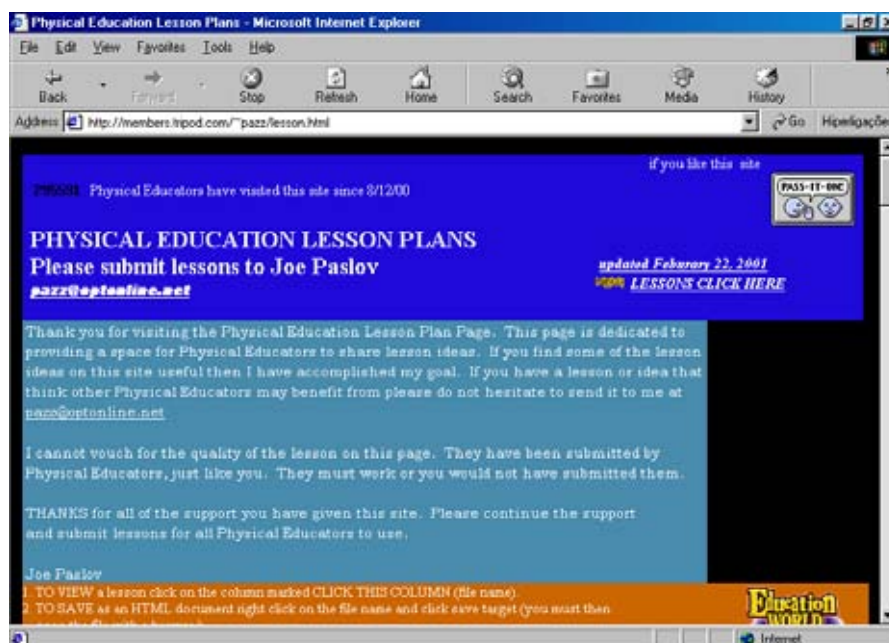 Physical Education Lesson Plans - Microsoft Internet Explorer
File Edit View Favorites Tools Help
Back Forward Stop Refresh Home Search Favorites Media History
Address http://members.tripod.com/~pazz/lesson.html Go Hiperligaçõe
if you like this site
Physical Educators have visited this site since 8/12/00
PASS-IT-ON!
PHYSICAL EDUCATION LESSON PLANS
Please submit lessons to Joe Paslov
updated Feburary 22, 2001
pazz@optonline.net
LESSONS CLICK HERE
Thank you for visiting the Physical Education Lesson Plan Page. This page is dedicated to
providing a space for Physical Educators to share lesson ideas. If you find some of the lesson
ideas on this site useful then I have accomplished my goal. If you have a lesson or idea that
think other Physical Educators may benefit from please do not hesitate to send it to me at
pazz@optonline.net
I cannot vouch for the quality of the lesson on this page. They have been submitted by
Physical Educators, just like you. They must work or you would not have submitted them.
THANKS for all of the support you have given this site. Please continue the support
and submit lessons for all Physical Educators to use.
Joe Paslov
1. TO VIEW a lesson click on the column marked CLICK THIS COLUMN (file name).
2. TO SAVE as an HTML document right click on the file name and click save target (you must then
Education
WORLD
Internet